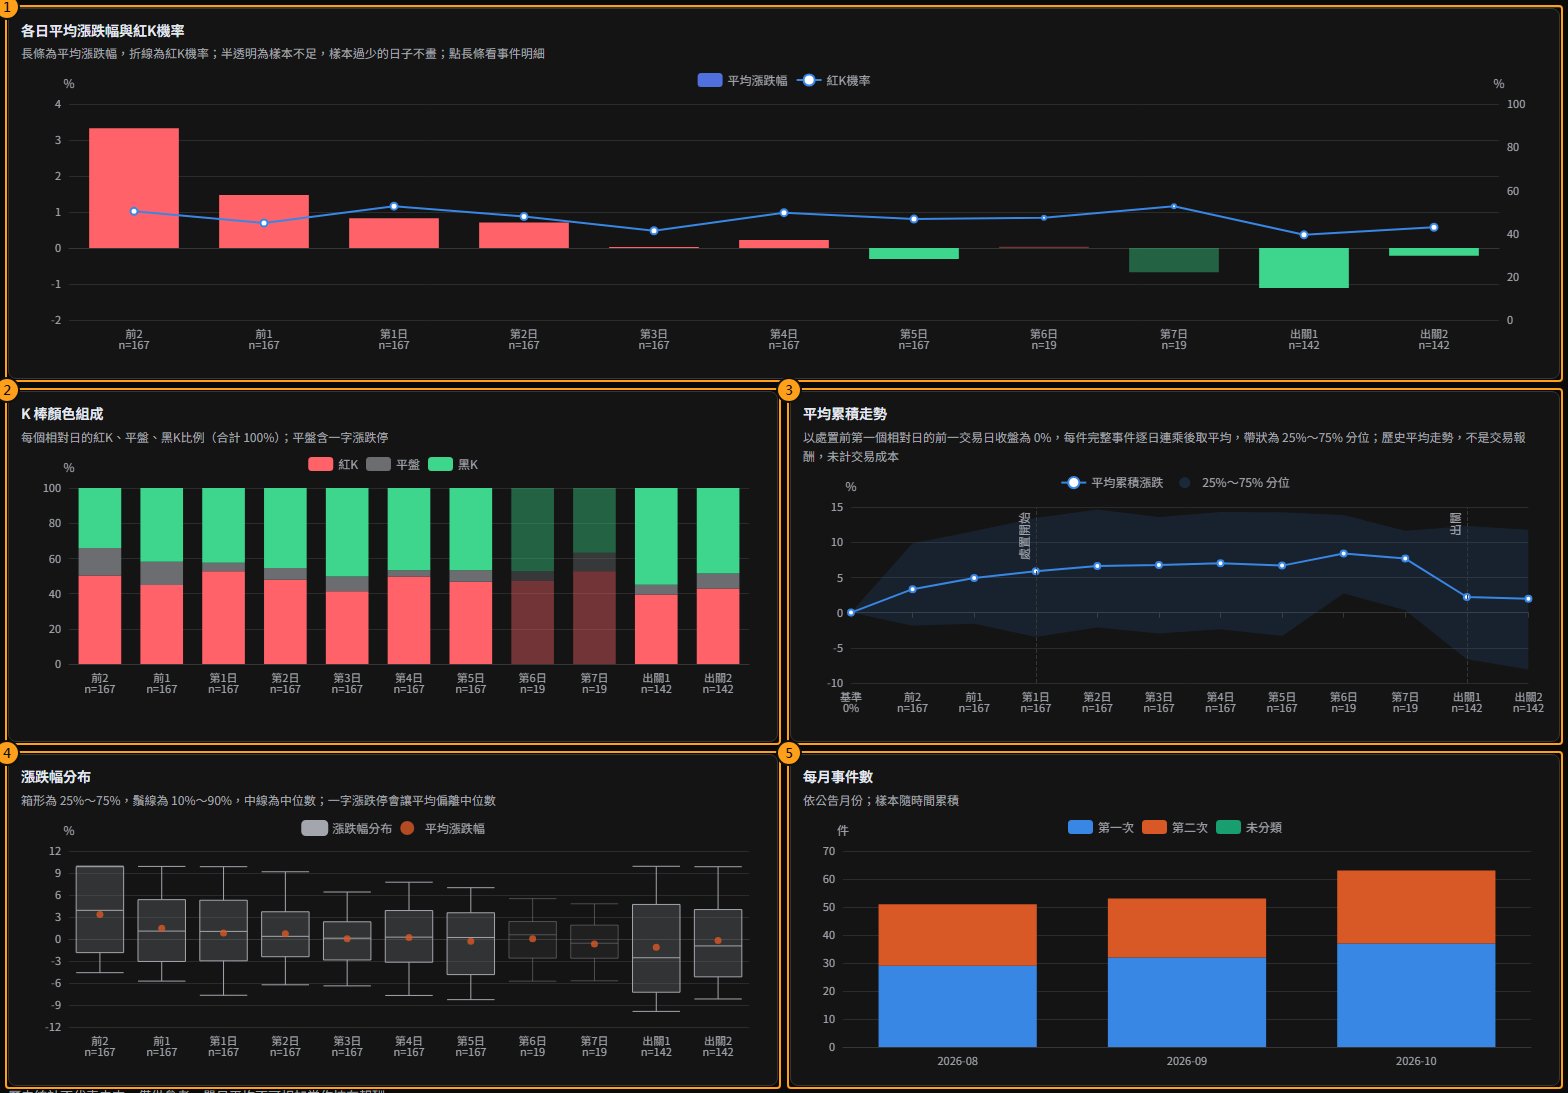 1
各日平均漲跌幅與紅K機率
長條為平均漲跌幅，折線為紅K機率；半透明為樣本不足，樣本過少的日子不畫；點長條看事件明細
平均漲跌幅 紅K機率
% %
4 100
3 80
2 60
1 40
0 20
-1 0
-2
前2 前1 第1日 第2日 第3日 第4日 第5日 第6日 第7日 出關1 出關2
n=167 n=167 n=167 n=167 n=167 n=167 n=167 n=19 n=19 n=142 n=142
2
K 棒顏色組成
每個相對日的紅K、平盤、黑K比例（合計 100%）；平盤含一字漲跌停
紅K 平盤 黑K
%
100
80
60
40
20
0
前2 前1 第1日 第2日 第3日 第4日 第5日 第6日 第7日 出關1 出關2
n=167 n=167 n=167 n=167 n=167 n=167 n=167 n=19 n=19 n=142 n=142
3
平均累積走勢
以處置前第一個相對日的前一交易日收盤為 0%，每件完整事件逐日連乘後取平均，帶狀為 25%～75% 分位；歷史平均走勢，不是交易報
酬，未計交易成本
平均累積漲跌 25%～75% 分位
%
15
10
5
0
-5
-10
處置開始
出關
基準 前2 前1 第1日 第2日 第3日 第4日 第5日 第6日 第7日 出關1 出關2
0% n=167 n=167 n=167 n=167 n=167 n=167 n=167 n=19 n=19 n=142 n=142
4
漲跌幅分布
箱形為 25%～75%，鬚線為 10%～90%，中線為中位數；一字漲跌停會讓平均偏離中位數
漲跌幅分布 平均漲跌幅
%
12
9
6
3
0
-3
-6
-9
-12
前2 前1 第1日 第2日 第3日 第4日 第5日 第6日 第7日 出關1 出關2
n=167 n=167 n=167 n=167 n=167 n=167 n=167 n=19 n=19 n=142 n=142
5
每月事件數
依公告月份；樣本隨時間累積
第一次 第二次 未分類
件
70
60
50
40
30
20
10
0
2026-08 2026-09 2026-10